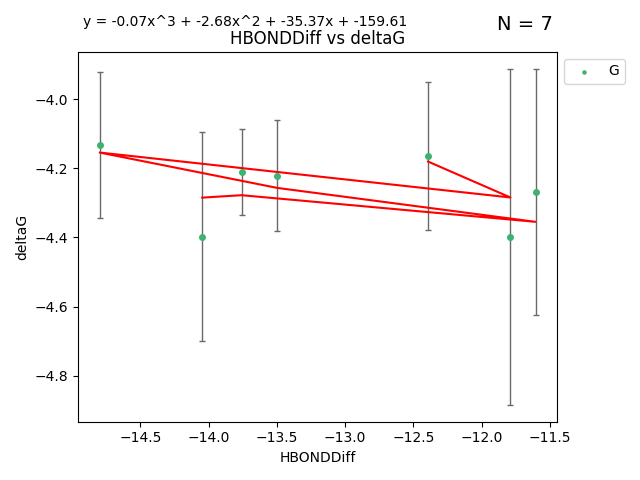 y = -0.07x^3 + -2.68x^2 + -35.37x + -159.61
N = 7
HBONDDiff vs deltaG
G
−4.0
−4.2
−4.4
−4.6
−4.8
deltaG
−14.5
−14.0
−13.5
−13.0
−12.5
−12.0
−11.5
HBONDDiff